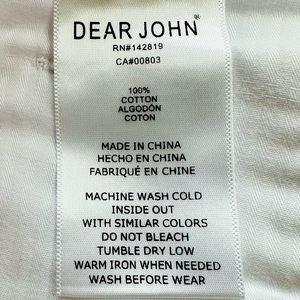 DEAR JOHN®
RN#142819
CA#00803
100%
COTTON
ALGODÓN
COTON
MADE IN CHINA
HECHO EN CHINA
FABRIQUÉ EN CHINE
MACHINE WASH COLD
INSIDE OUT
WITH SIMILAR COLORS
DO NOT BLEACH
TUMBLE DRY LOW
WARM IRON WHEN NEEDED
WASH BEFORE WEAR